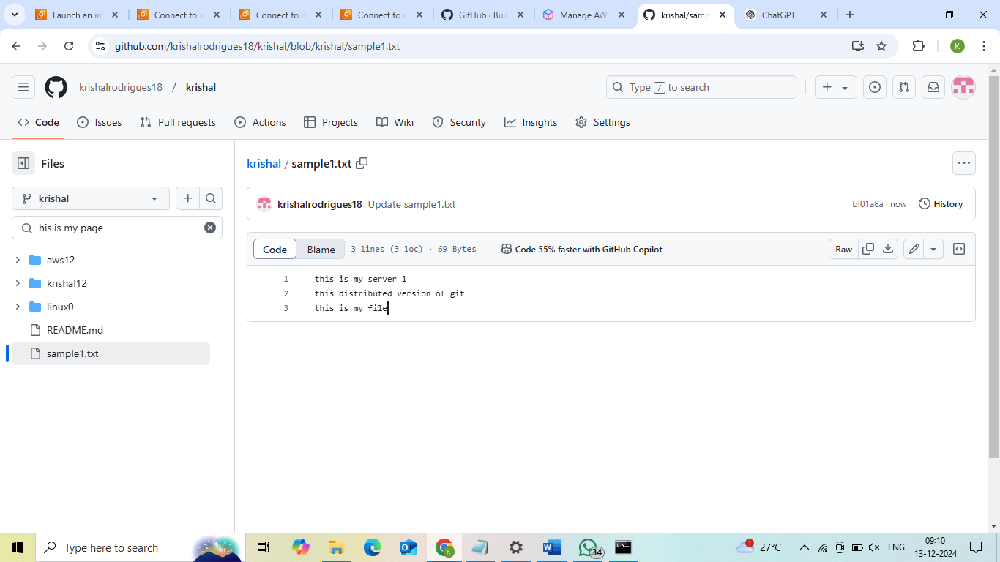 Launch an in
Connect to in
Connect to in
Connect to in
GitHub · Buil
Manage AWS
krishal/samp
ChatGPT
github.com/krishalrodrigues18/krishal/blob/krishal/sample1.txt
K
krishalrodrigues18 / krishal
Type / to search
Code
Issues
Pull requests
Actions
Projects
Wiki
Security
Insights
Settings
Files
krishal / sample1.txt
krishal
krishalrodrigues18 Update sample1.txt
bf01a8a · now
History
his is my page
Code
Blame
3 lines (3 loc) · 69 Bytes
Code 55% faster with GitHub Copilot
Raw
aws12
krishal12
linux0
README.md
sample1.txt
1 this is my server 1
2 this distributed version of git
3 this is my file
Type here to search
K
34
1
27°C
ENG
09:10
13-12-2024